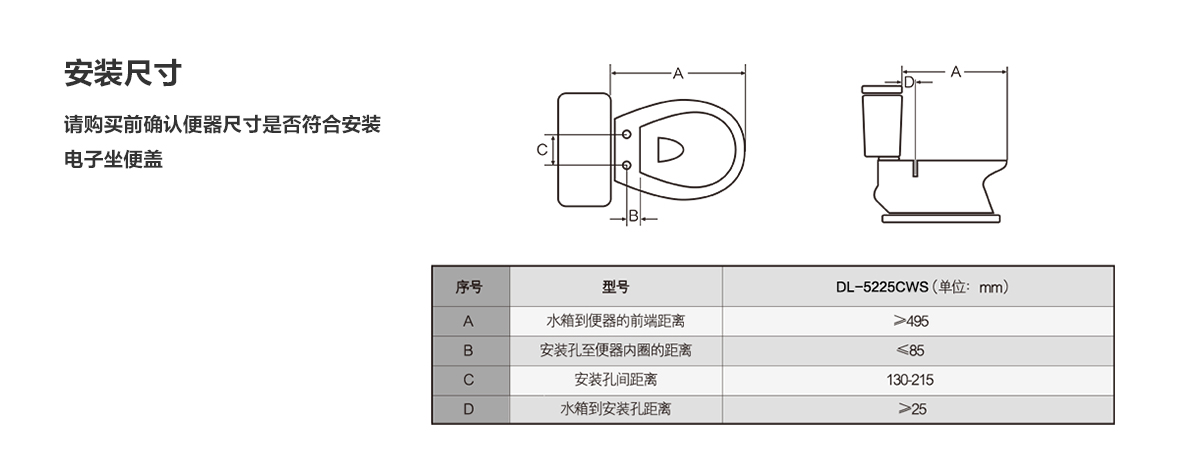 安装尺寸
请购买前确认便器尺寸是否符合安装
电子坐便盖
A
C
B
D
A
序号 型号 DL-5225CWS（单位：mm）
A 水箱到便器的前端距离 ≥495
B 安装孔至便器内圈的距离 ≤85
C 安装孔间距离 130-215
D 水箱到安装孔距离 ≥25